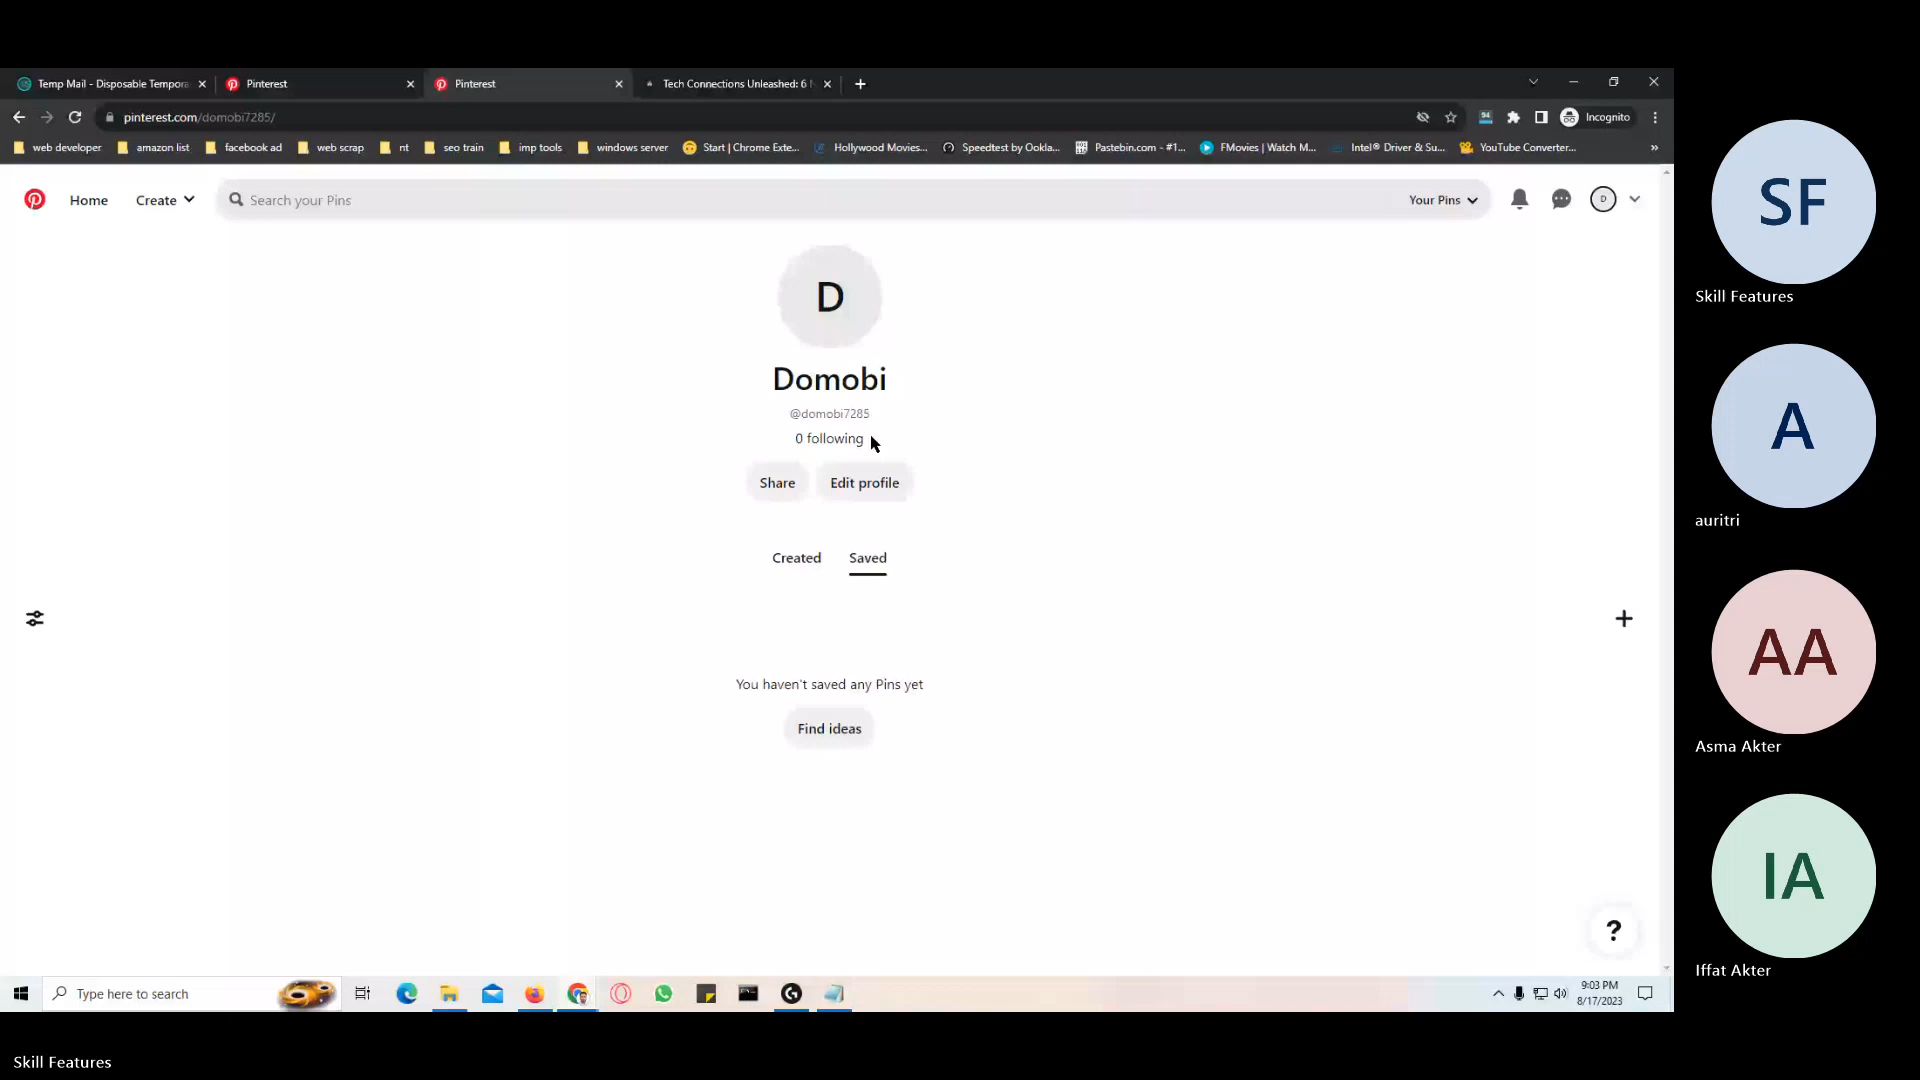 Temp Mail - Disposable Tempora
Pinterest
Pinterest
Tech Connections Unleashed: 6
pinterest.com/domobi7285/
94
Incognito
web developer
amazon list
facebook ad
web scrap
nt
seo train
imp tools
windows server
Start | Chrome Exte...
Hollywood Movies...
Speedtest by Ookla...
Pastebin.com - #1...
FMovies | Watch M...
Intel® Driver & Su...
YouTube Converter...
»
Home
Create
Search your Pins
Your Pins
D
D
Domobi
@domobi7285
0 following
Share
Edit profile
Created
Saved
You haven't saved any Pins yet
Find ideas
?
Type here to search
9:03 PM
8/17/2023
SF
Skill Features
A
auritri
AA
Asma Akter
IA
Iffat Akter
Skill Features